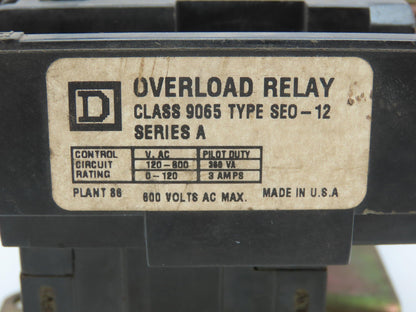 D
OVERLOAD RELAY
CLASS 9065 TYPE SEO-12
SERIES A
CONTROL V. AC PILOT DUTY
CIRCUIT 120-600 360 VA
RATING 0-120 3 AMPS
PLANT 86 600 VOLTS AC MAX. MADE IN U.S.A